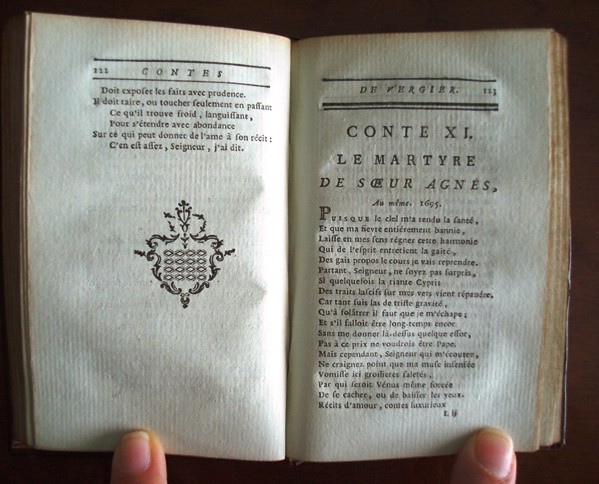 222 CONTES
Doit exposer les faits avec prudence.
Il doit taire, ou toucher seulement en passant
Ce qu'il trouve froid, languissant,
Pour s'étendre avec abondance
Sur ce qui peut donner de l'ame à son récit:
C'en est assez, Seigneur, j'ai dit.
DE VERGIER.
CONTE XI.
LE MARTYRE
DE SŒUR AGNÉS,
Au même. 1695.
PUISQUE le ciel m'a rendu la santé,
Et que ma fievre entiérement bannie,
Laisse en mes sens régner cette harmonie
Qui de l'esprit entretient la gaité,
Des gais propos le cours je vais reprendre.
Partant, Seigneur, ne soyez pas surpris,
Si quelquefois la riante Cypris
Des traits lascifs sur mes vers vient répandre,
Car tant suis las de triste gravité,
Qu'à folâtrer il faut que je m'échape;
Et s'il falloit être long-temps encor
Sans me donner là-dessus quelque essor,
Pas à ce prix ne voudrois être Pape.
Mais cependant, Seigneur qui m'écoutez,
Ne craignez point que ma muse insensée
Vomisse ici grossieres saletés,
Par qui seroit Vénus même forcée
De se cacher, ou de baisser les yeux.
Récits d'amour, contes luxurieux